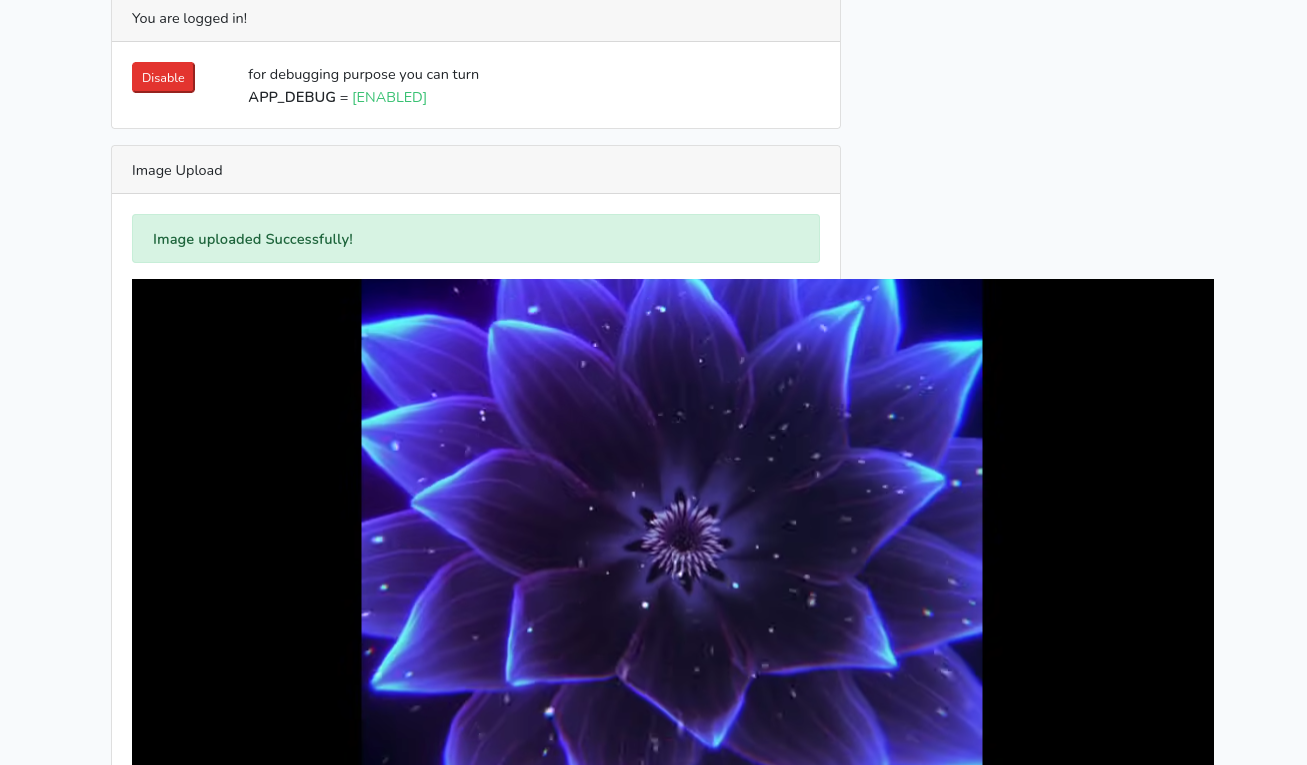 You are logged in!
Disable
for debugging purpose you can turn
APP_DEBUG = [ENABLED]
Image Upload
Image uploaded Successfully!